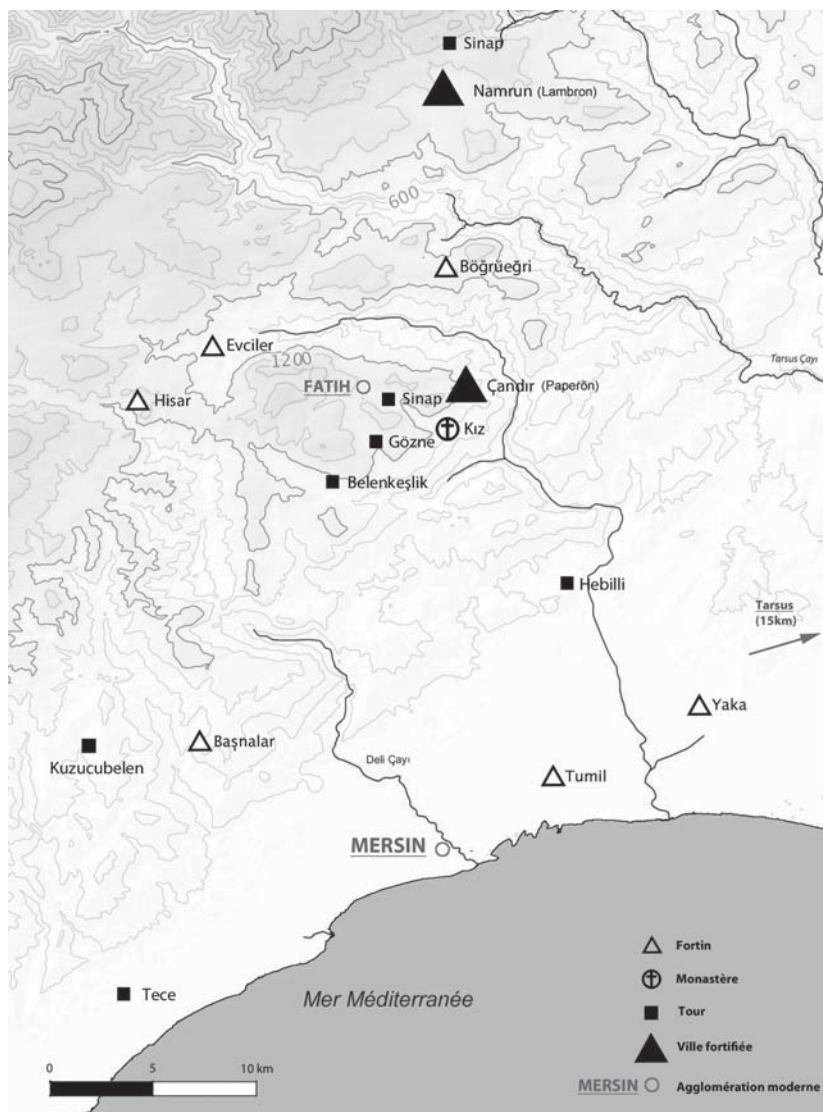 Sinap
Namrun (Lambron)
600
Böğrüeğri
Evciler
Tarsus Çayı
1200
FATIH
Çandır (Paperōn)
Hisar
Sinap
Kız
Gözne
Belenkeşlik
Hebilli
Tarsus
(15km)
Yaka
Başnalar
Kuzucubelen
Deli Çayı
Tumil
MERSIN
Fortin
Monastère
Tece
Mer Méditerranée
Tour
Ville fortifiée
0 5 10 km
MERSIN Agglomération moderne